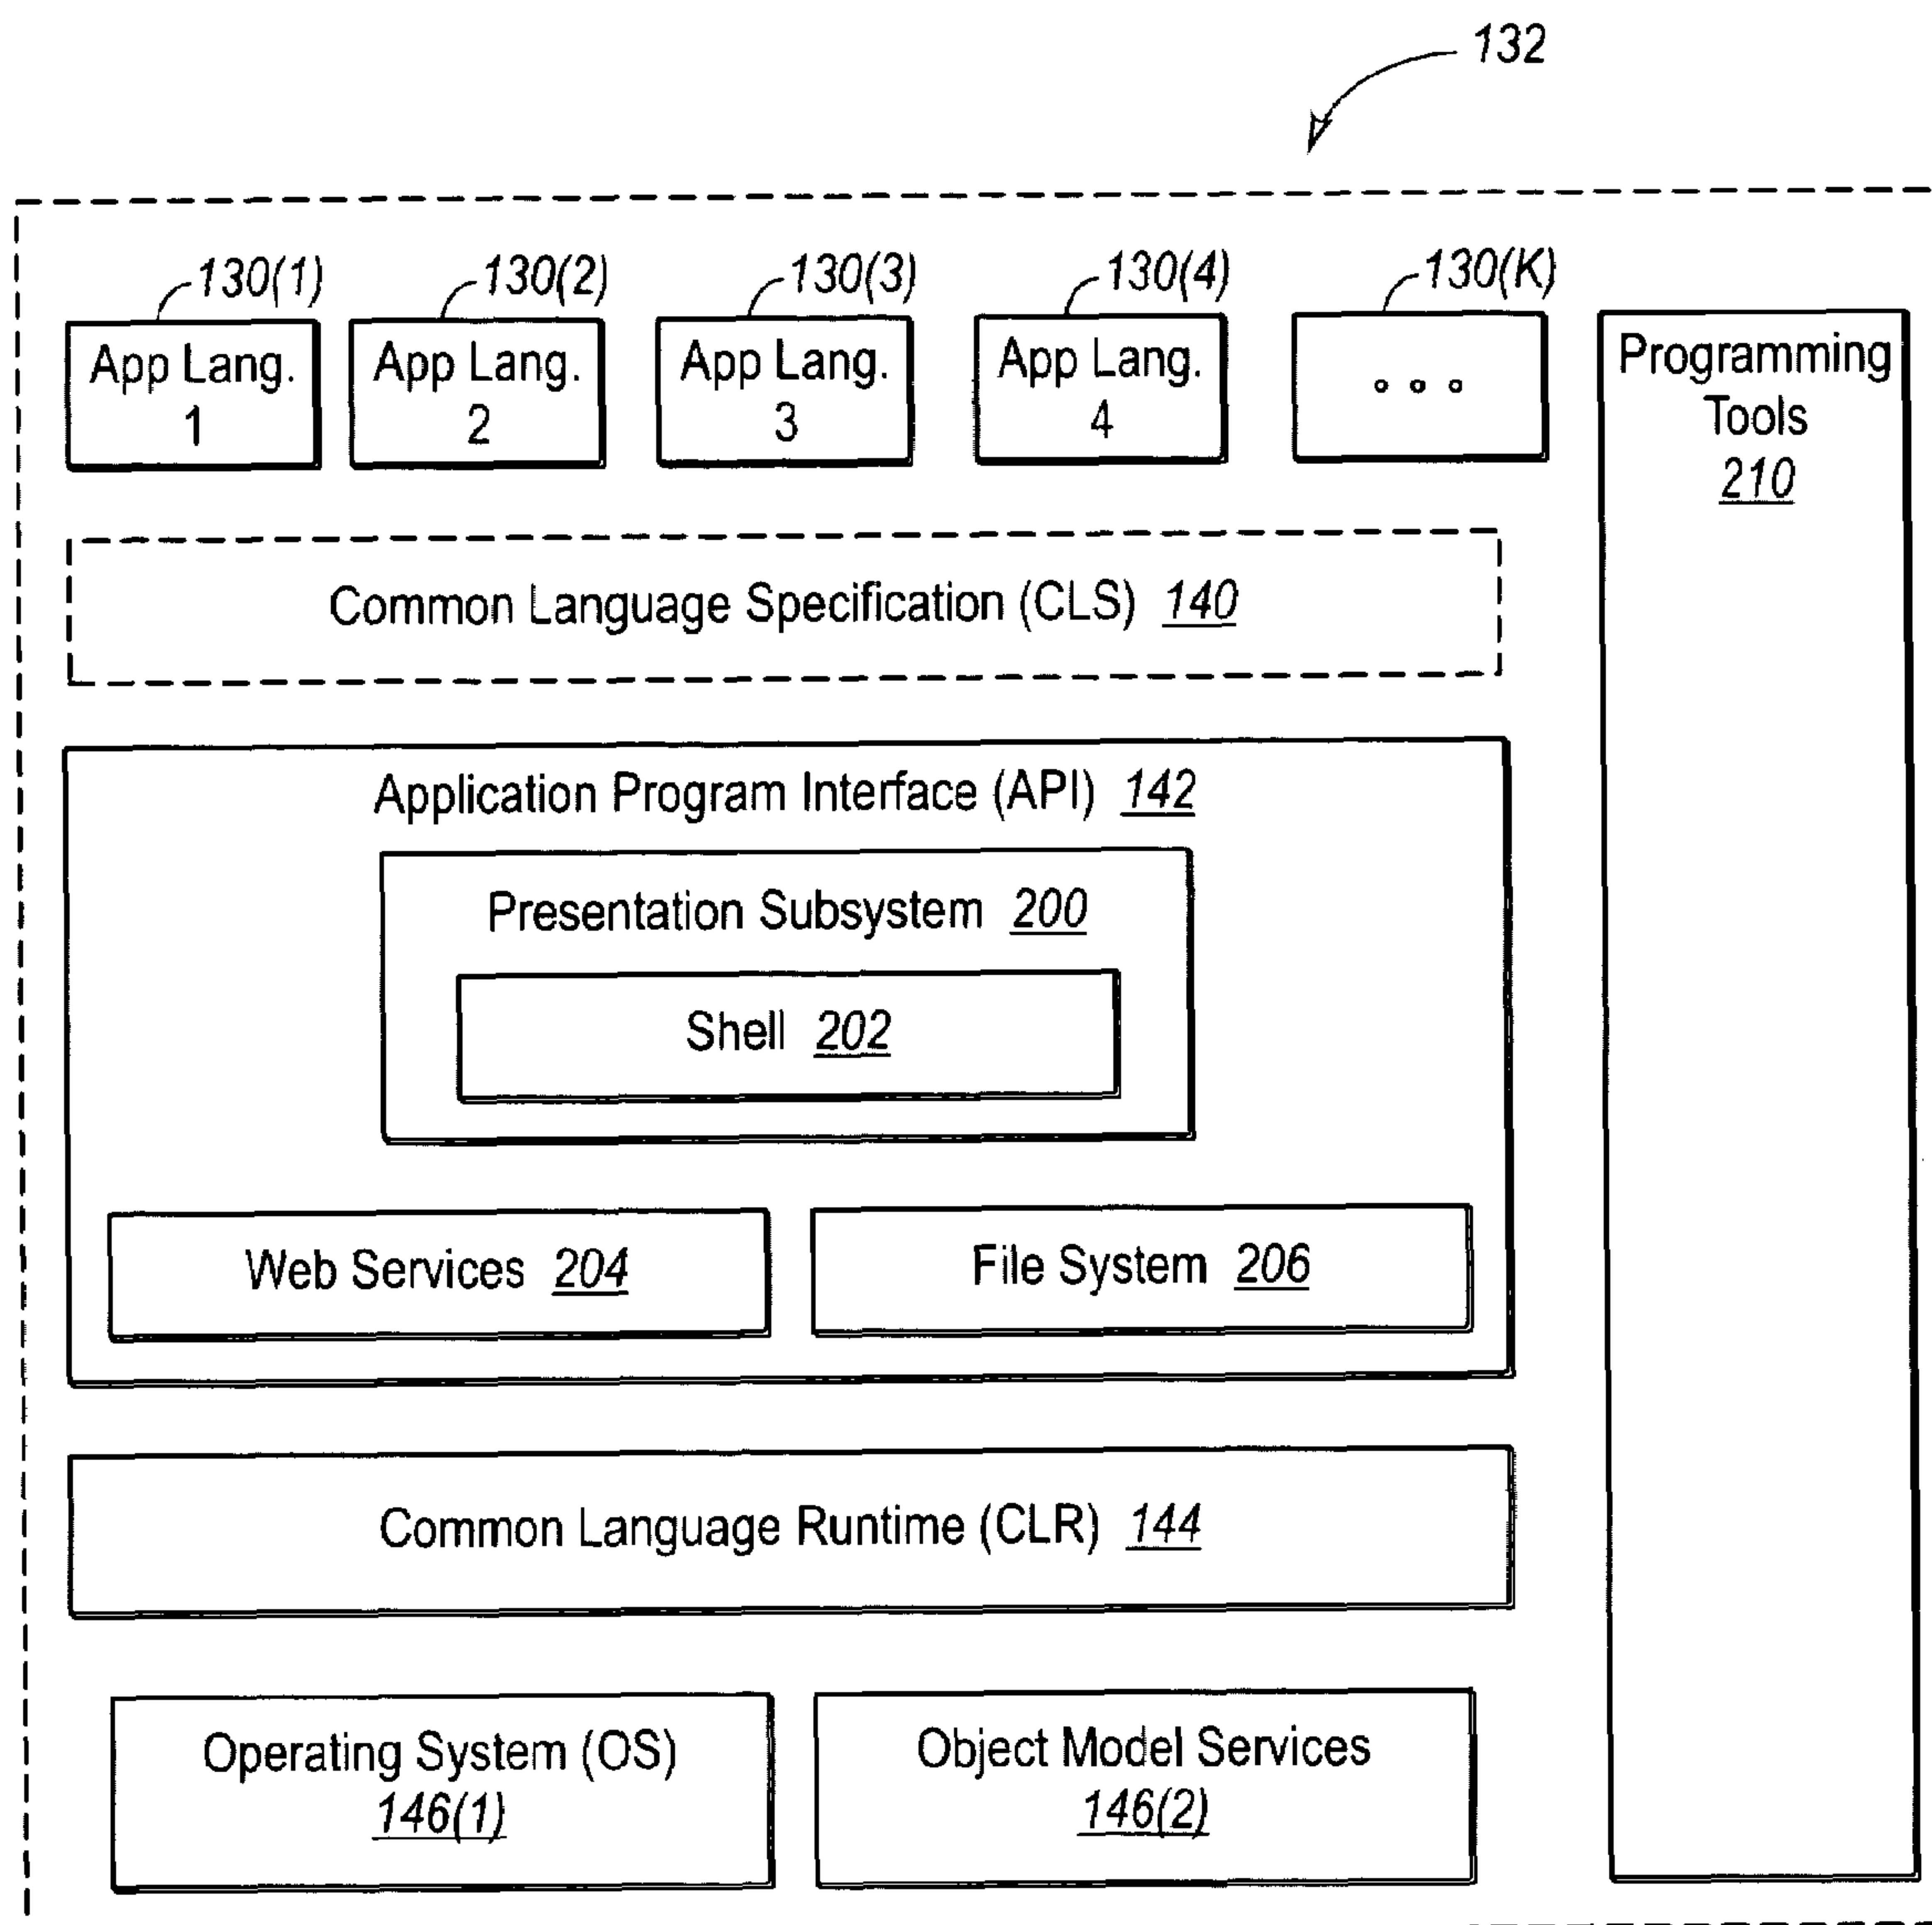 132
130(1) 130(2) 130(3) 130(4) 130(K)
App Lang.
1
App Lang.
2
App Lang.
3
App Lang.
4
Programming
Tools
210
Common Language Specification (CLS) 140
Application Program Interface (API) 142
Presentation Subsystem 200
Shell 202
Web Services 204
File System 206
Common Language Runtime (CLR) 144
Operating System (OS)
146(1)
Object Model Services
146(2)